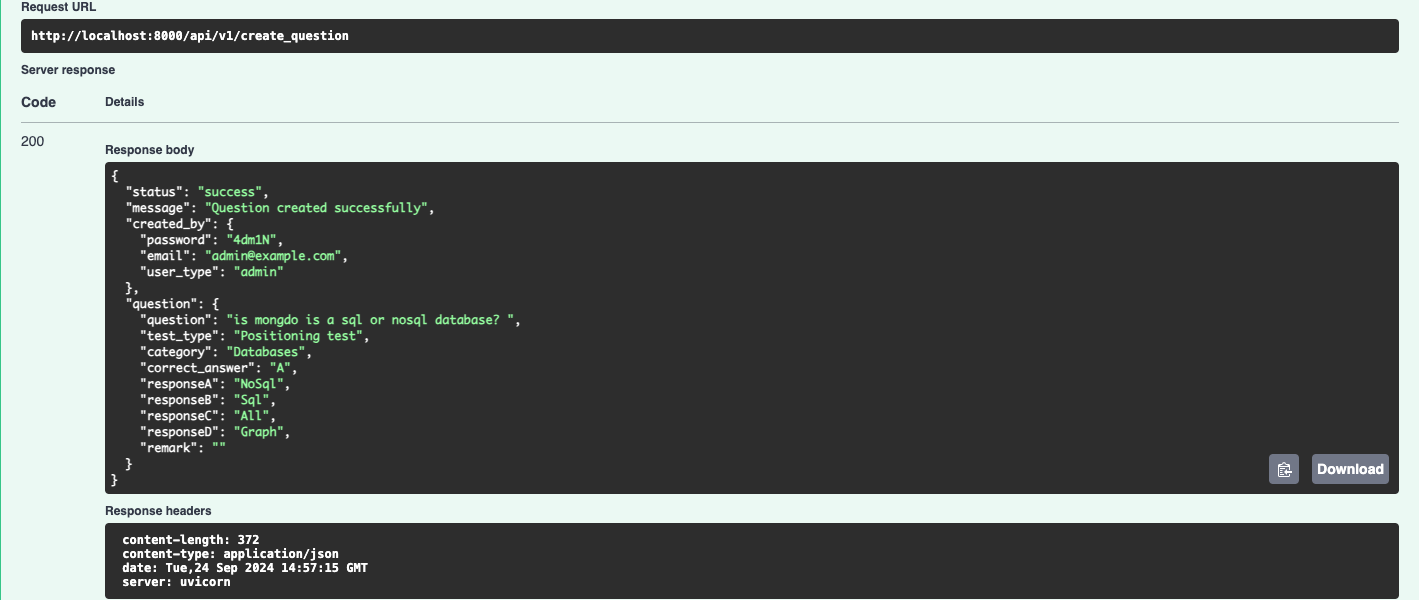 Request URL
http://localhost:8000/api/v1/create_question
Server response
Code Details
200
Response body
{
  "status": "success",
  "message": "Question created successfully",
  "created_by": {
    "password": "4dm1N",
    "email": "admin@example.com",
    "user_type": "admin"
  },
  "question": {
    "question": "is mongdo is a sql or nosql database? ",
    "test_type": "Positioning test",
    "category": "Databases",
    "correct_answer": "A",
    "responseA": "NoSql",
    "responseB": "Sql",
    "responseC": "All",
    "responseD": "Graph",
    "remark": ""
  }
}
Download
Response headers
content-length: 372
content-type: application/json
date: Tue,24 Sep 2024 14:57:15 GMT
server: uvicorn